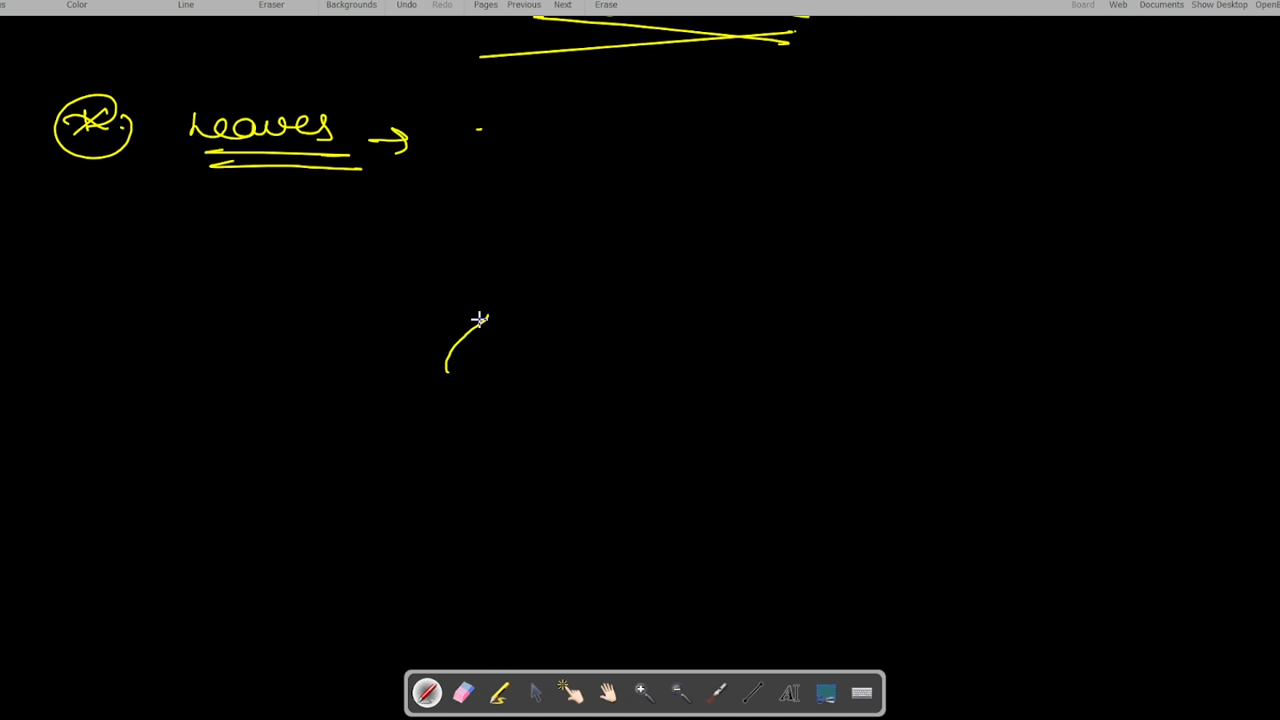 Color Line Eraser Backgrounds Undo Redo Pages Previous Next Erase Board Web Documents Show Desktop
Leaves →